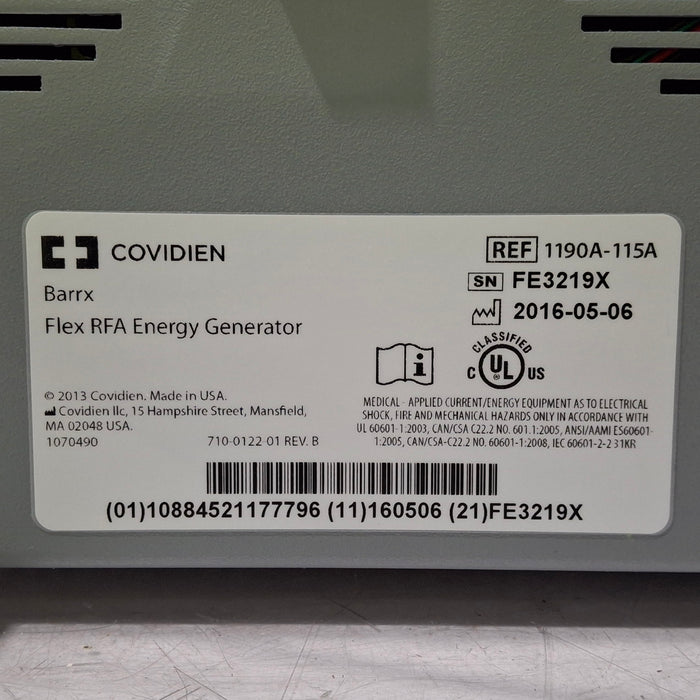 COVIDIEN
Barrx
Flex RFA Energy Generator
REF 1190A-115A
SN FE3219X
2016-05-06
CLASSIFIED
C UL US
© 2013 Covidien. Made in USA.
Covidien llc, 15 Hampshire Street, Mansfield,
MA 02048 USA.
1070490 710-0122-01 REV. B
MEDICAL - APPLIED CURRENT/ENERGY EQUIPMENT AS TO ELECTRICAL
SHOCK, FIRE AND MECHANICAL HAZARDS ONLY IN ACCORDANCE WITH
UL 60601-1:2003, CAN/CSA C22.2 NO. 601.1:2005, ANSI/AAMI ES60601-
1:2005, CAN/CSA-C22.2 NO. 60601-1:2008, IEC 60601-2-2 31KR
(01)10884521177796 (11)160506 (21)FE3219X